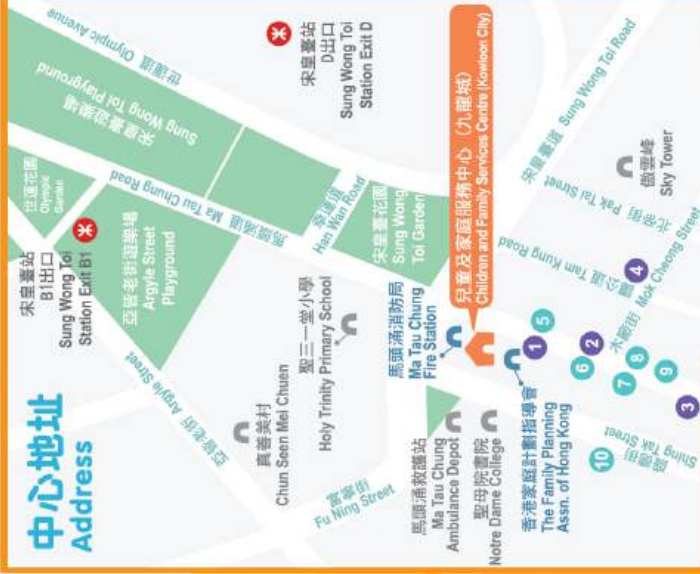 中心地址
Address
宋皇臺站
B1出口
Sung Wong Toi
Station Exit B1
世運花園
Olympic
Garden
宋皇臺遊樂場
Sung Wong Toi Playground
世運道 Olympic Avenue
宋皇臺站
D出口
Sung Wong Toi
Station Exit D
亞皆老街遊樂場
Argyle Street
Playground
馬頭涌道 Ma Tau Chung Road
亞皆老街 Argyle Street
真善美村
Chun Seen Mei Chuen
聖三一堂小學
Holy Trinity Primary School
富寧街
Fu Ning Street
馬頭涌救護站
Ma Tau Chung
Ambulance Depot
聖母院書院
Notre Dame College
馬頭涌消防局
Ma Tau Chung
Fire Station
宋皇臺花園
Sung Wong
Toi Garden
Han Wan Road
兒童及家庭服務中心（九龍城）
Children and Family Services Centre (Kowloon City)
香港家庭計劃指導會
The Family Planning
Assn. of Hong Kong
宋皇臺道 Sung Wong Toi Road
北帝街 Pak Tai Street
傲雲峰
Sky Tower
譚公道 Tam Kung Road
木廠街 Mok Cheong Street
盛德街
Shing Tak Street
1
2
3
4
5
6
7
8
9
10